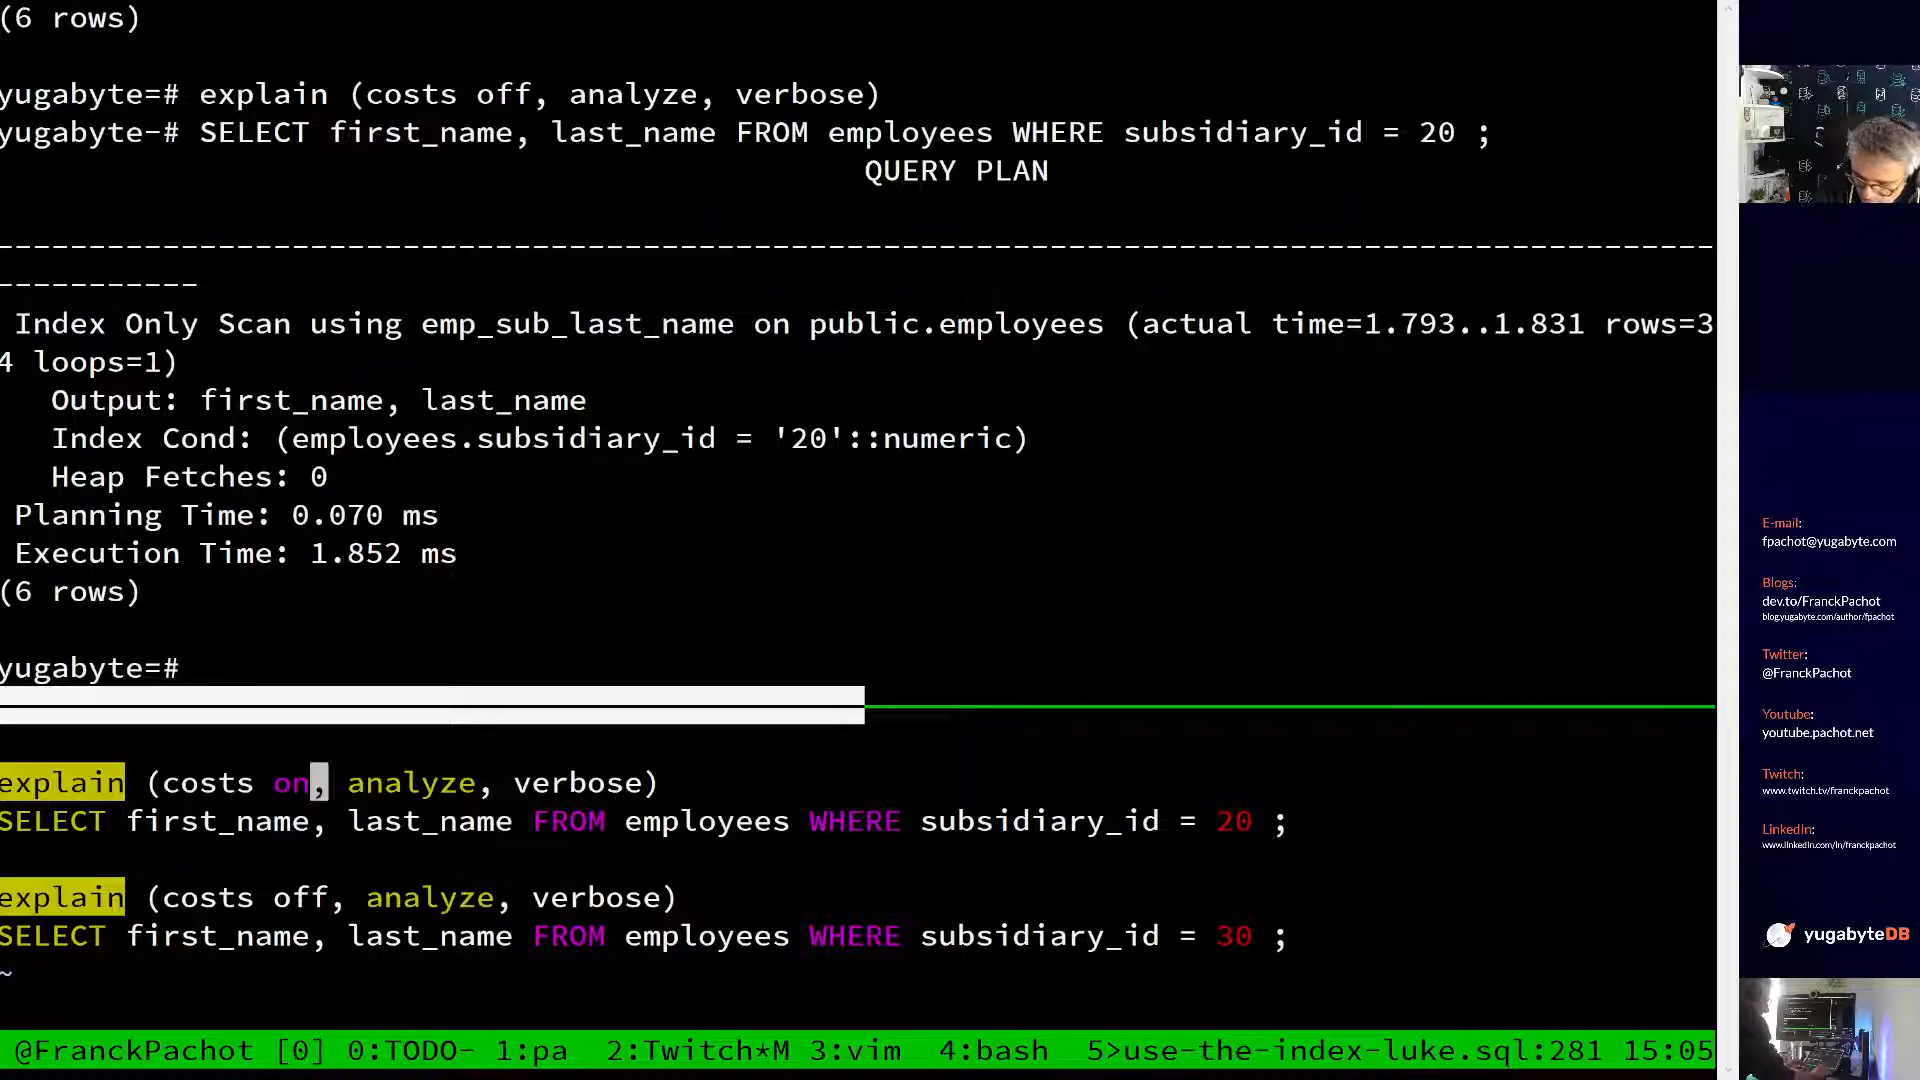 (6 rows)
yugabyte=# explain (costs off, analyze, verbose)
yugabyte-# SELECT first_name, last_name FROM employees WHERE subsidiary_id = 20 ;
QUERY PLAN
-----------------------------------------------------------------------------------------------
-----------
Index Only Scan using emp_sub_last_name on public.employees (actual time=1.793..1.831 rows=3
4 loops=1)
Output: first_name, last_name
Index Cond: (employees.subsidiary_id = '20'::numeric)
Heap Fetches: 0
Planning Time: 0.070 ms
Execution Time: 1.852 ms
(6 rows)
yugabyte=#
explain (costs on, analyze, verbose)
SELECT first_name, last_name FROM employees WHERE subsidiary_id = 20 ;
explain (costs off, analyze, verbose)
SELECT first_name, last_name FROM employees WHERE subsidiary_id = 30 ;
~
@FranckPachot [0] 0:TODO- 1:pa 2:Twitch*M 3:vim 4:bash 5>use-the-index-luke.sql:281 15:05
E-mail:
fpachot@yugabyte.com
Blogs:
dev.to/FranckPachot
blog.yugabyte.com/author/fpachot
Twitter:
@FranckPachot
Youtube:
youtube.pachot.net
Twitch:
www.twitch.tv/franckpachot
LinkedIn:
www.linkedin.com/in/franckpachot
yugabyteDB